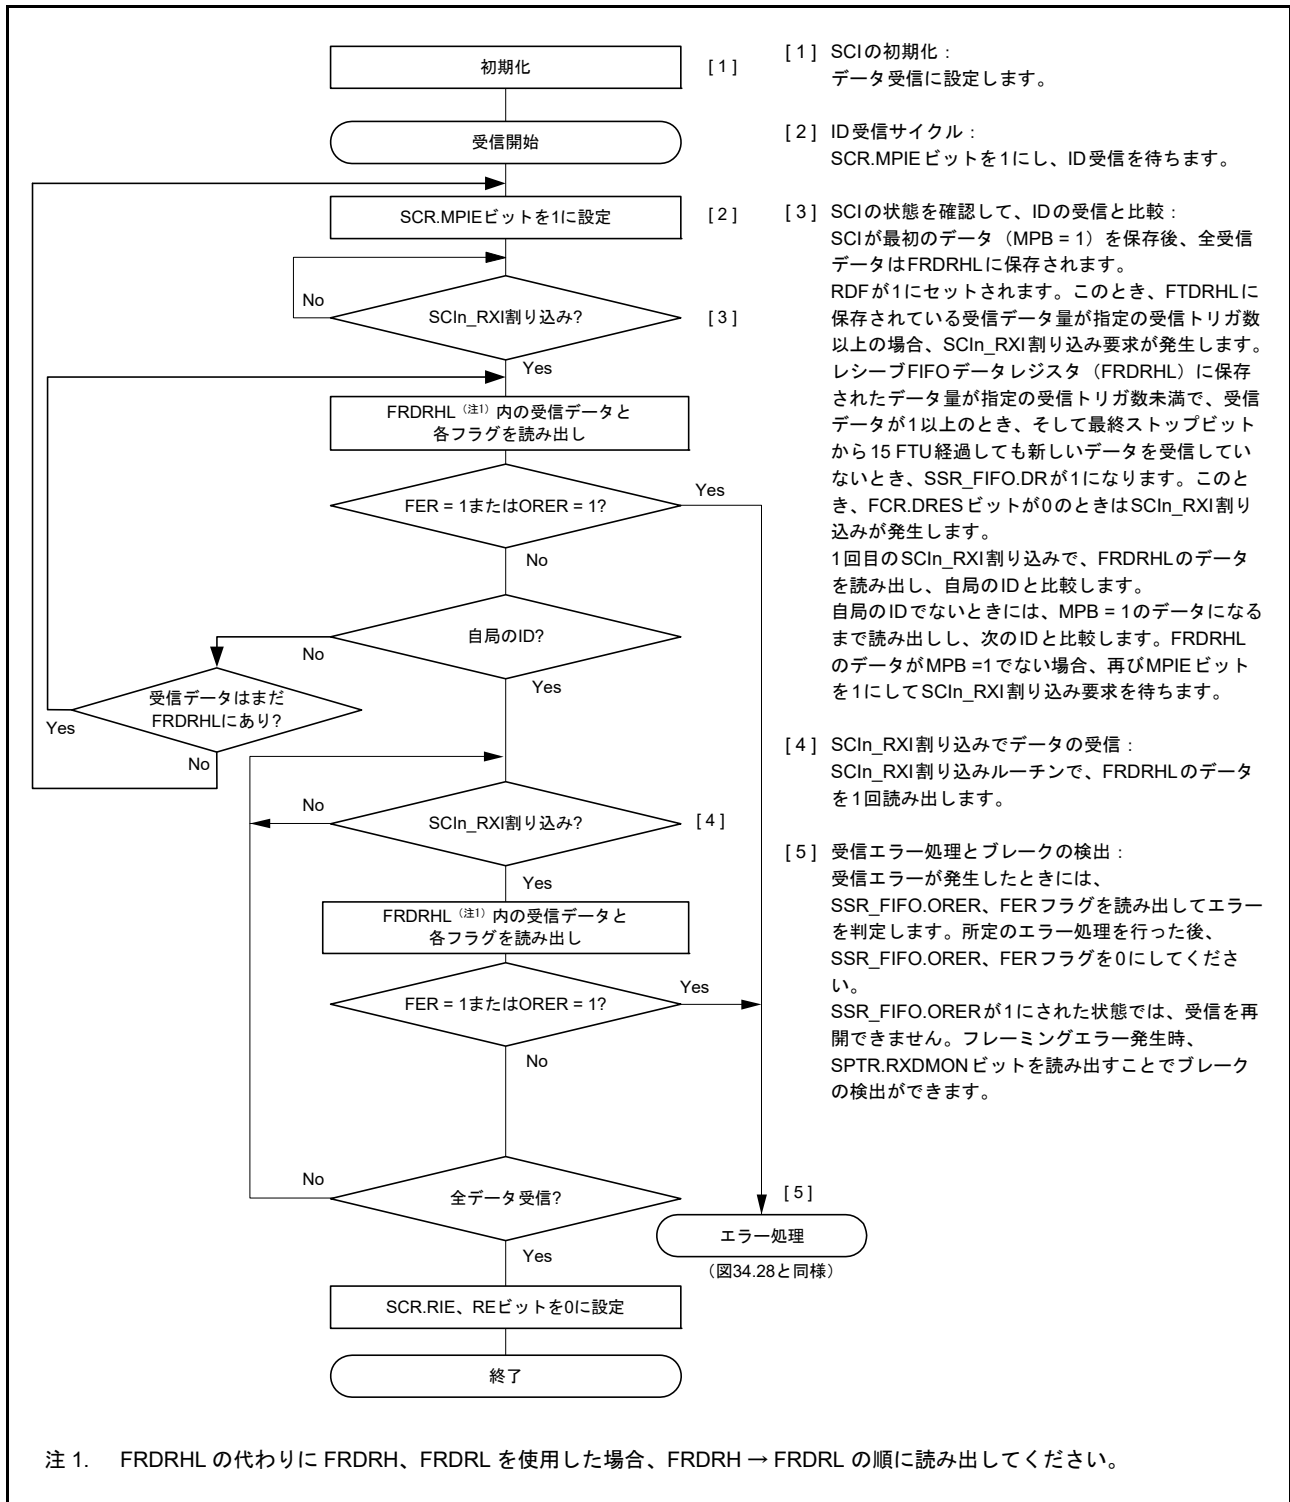 初期化
[ 1 ]
受信開始
SCR.MPIEビットを1に設定
[ 2 ]
No
SCIn_RXI割り込み?
[ 3 ]
Yes
FRDRHL（注1）内の受信データと
各フラグを読み出し
FER = 1またはORER = 1?
Yes
No
自局のID?
No
Yes
受信データはまだ
FRDRHLにあり?
Yes
No
No
SCIn_RXI割り込み?
[ 4 ]
Yes
FRDRHL（注1）内の受信データと
各フラグを読み出し
FER = 1またはORER = 1?
Yes
No
No
全データ受信?
[ 5 ]
エラー処理
（図34.28と同様）
Yes
SCR.RIE、REビットを0に設定
終了
[ 1 ] SCIの初期化：
データ受信に設定します。
[ 2 ] ID受信サイクル：
SCR.MPIEビットを1にし、ID受信を待ちます。
[ 3 ] SCIの状態を確認して、IDの受信と比較：
SCIが最初のデータ（MPB = 1）を保存後、全受信
データはFRDRHLに保存されます。
RDFが1にセットされます。このとき、FTDRHLに
保存されている受信データ量が指定の受信トリガ数
以上の場合、SCIn_RXI割り込み要求が発生します。
レシーブFIFOデータレジスタ（FRDRHL）に保存
されたデータ量が指定の受信トリガ数未満で、受信
データが1以上のとき、そして最終ストップビット
から15 FTU経過しても新しいデータを受信してい
ないとき、SSR_FIFO.DRが1になります。このと
き、FCR.DRESビットが0のときはSCIn_RXI割り
込みが発生します。
1回目のSCIn_RXI割り込みで、FRDRHLのデータ
を読み出し、自局のIDと比較します。
自局のIDでないときには、MPB = 1のデータになる
まで読み出しし、次のIDと比較します。FRDRHL
のデータがMPB =1でない場合、再びMPIEビット
を1にしてSCIn_RXI割り込み要求を待ちます。
[ 4 ] SCIn_RXI割り込みでデータの受信：
SCIn_RXI割り込みルーチンで、FRDRHLのデータ
を1回読み出します。
[ 5 ] 受信エラー処理とブレークの検出：
受信エラーが発生したときには、
SSR_FIFO.ORER、FERフラグを読み出してエラー
を判定します。所定のエラー処理を行った後、
SSR_FIFO.ORER、FERフラグを0にしてくださ
い。
SSR_FIFO.ORERが1にされた状態では、受信を再
開できません。フレーミングエラー発生時、
SPTR.RXDMONビットを読み出すことでブレーク
の検出ができます。
注 1. FRDRHL の代わりに FRDRH、FRDRL を使用した場合、FRDRH → FRDRL の順に読み出してください。